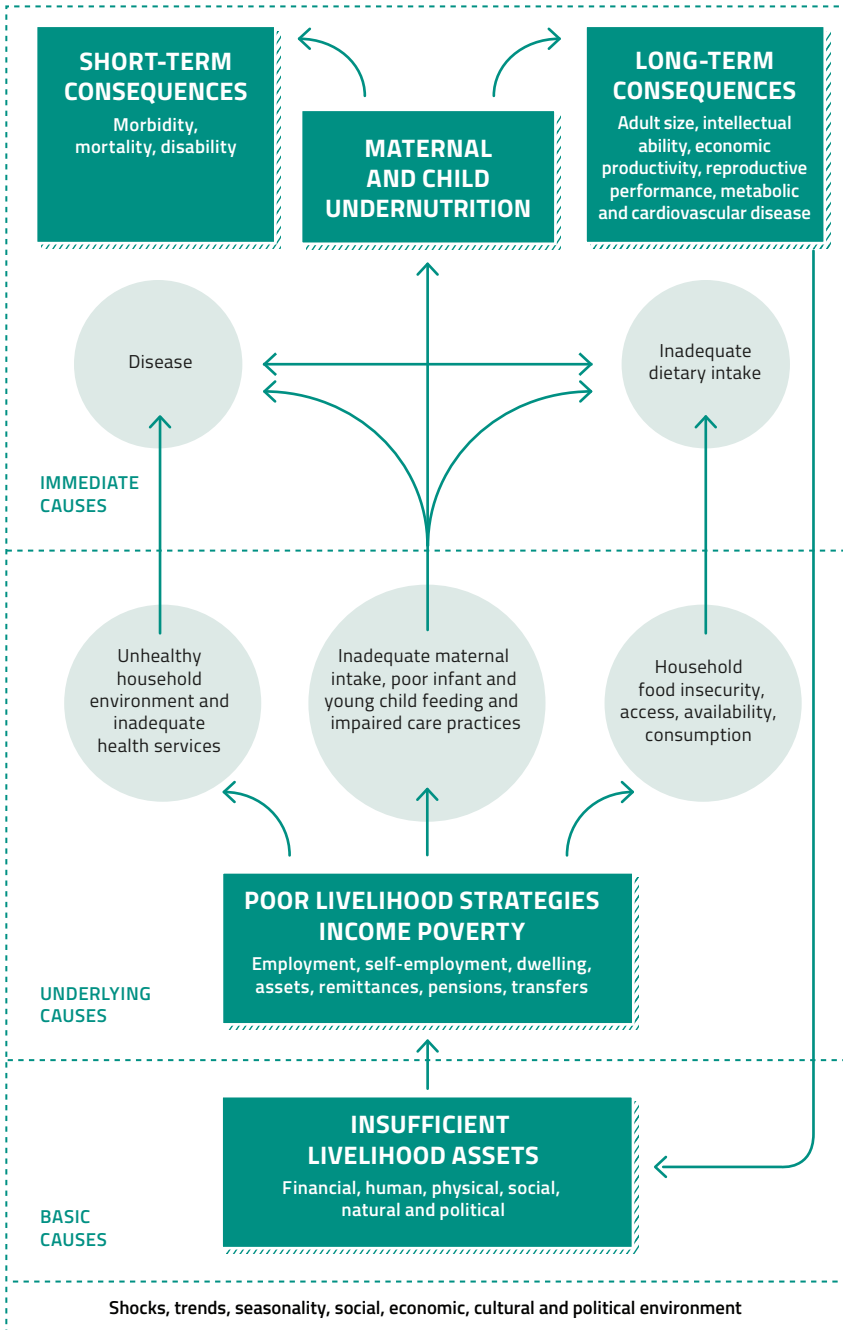 SHORT-TERM
CONSEQUENCES
Morbidity,
mortality, disability
MATERNAL
AND CHILD
UNDERNUTRITION
LONG-TERM
CONSEQUENCES
Adult size, intellectual
ability, economic
productivity, reproductive
performance, metabolic
and cardiovascular disease
Disease
Inadequate
dietary intake
IMMEDIATE
CAUSES
Unhealthy
household
environment and
inadequate
health services
Inadequate maternal
intake, poor infant and
young child feeding and
impaired care practices
Household
food insecurity,
access, availability,
consumption
POOR LIVELIHOOD STRATEGIES
INCOME POVERTY
Employment, self-employment, dwelling,
assets, remittances, pensions, transfers
UNDERLYING
CAUSES
INSUFFICIENT
LIVELIHOOD ASSETS
Financial, human, physical, social,
natural and political
BASIC
CAUSES
Shocks, trends, seasonality, social, economic, cultural and political environment